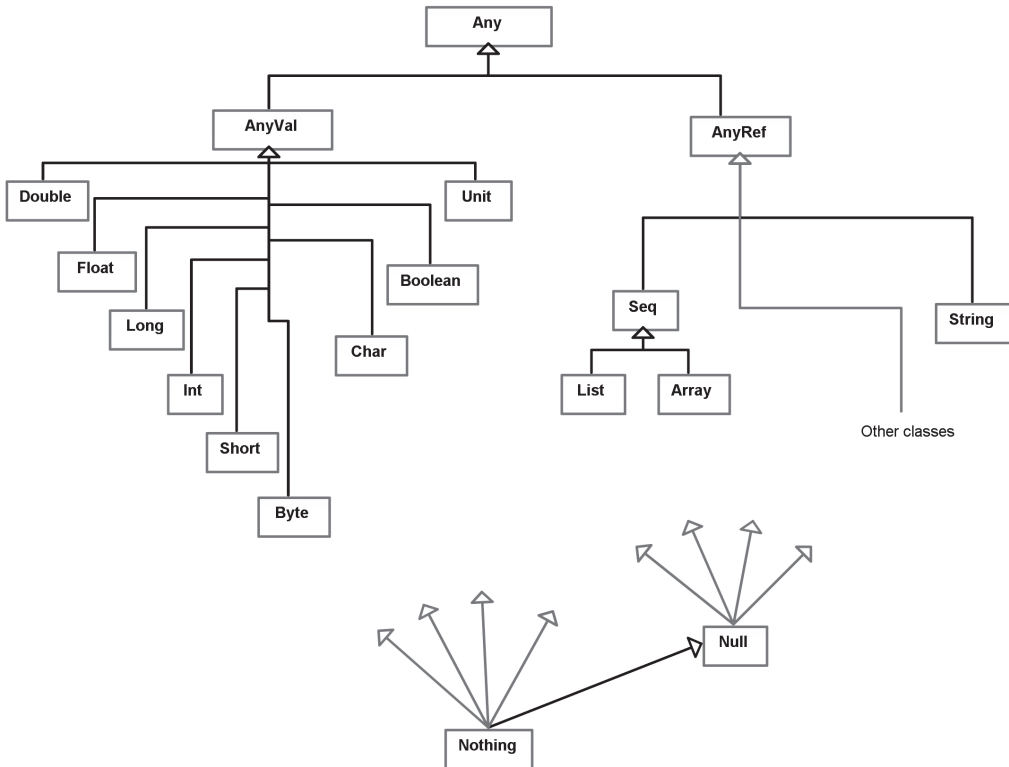 Any
AnyVal
AnyRef
Double
Unit
Float
Boolean
Long
Seq
String
Char
Int
List
Array
Other classes
Short
Byte
Null
Nothing